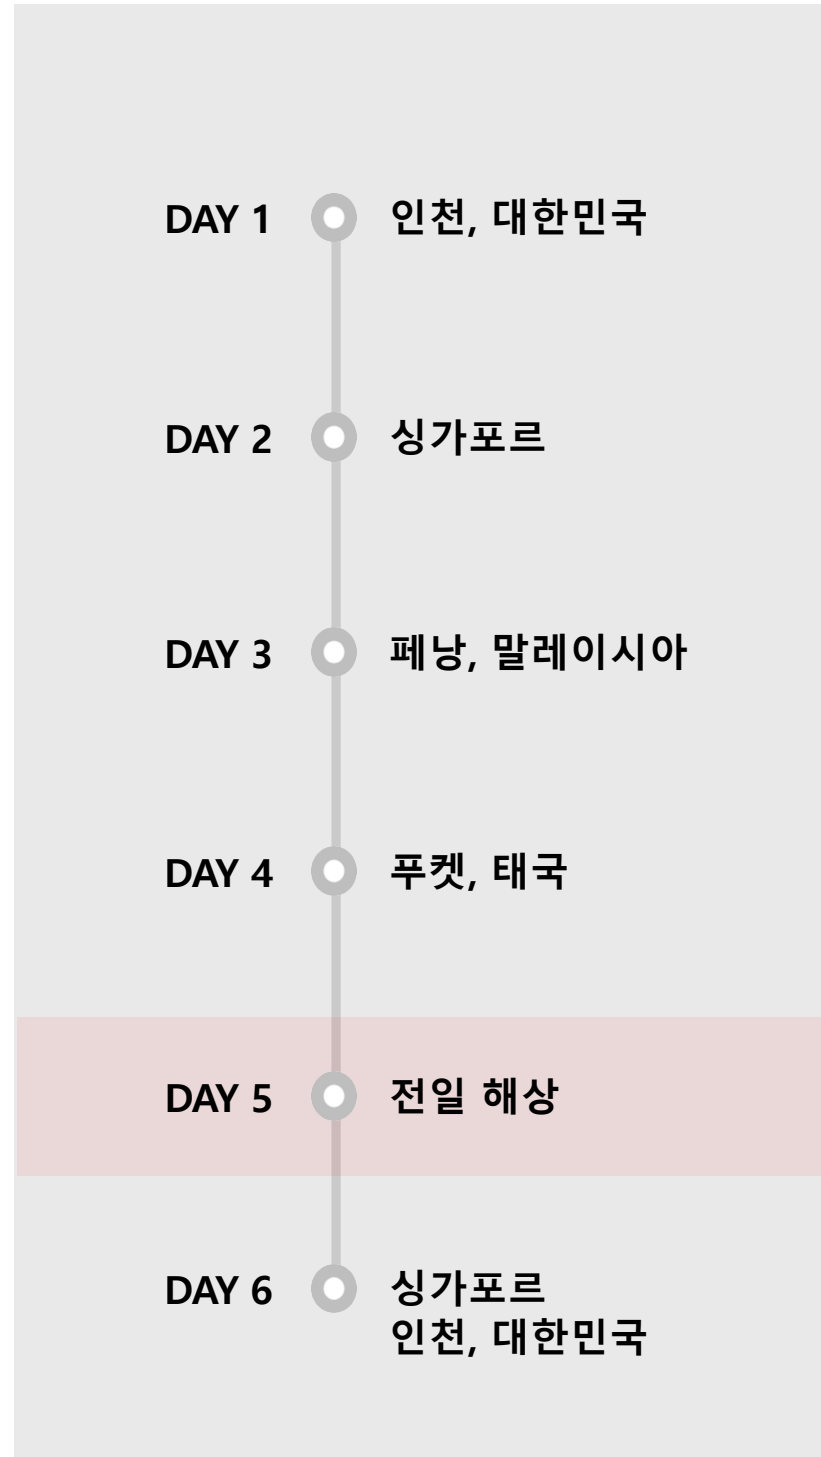 DAY 1 인천, 대한민국
DAY 2 싱가포르
DAY 3 페낭, 말레이시아
DAY 4 푸켓, 태국
DAY 5 전일 해상
DAY 6 싱가포르
인천, 대한민국